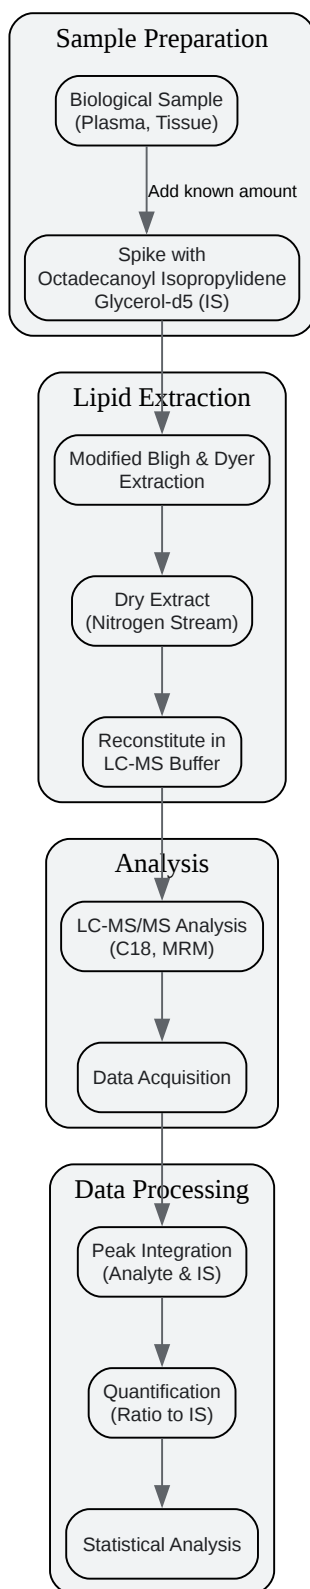 Sample Preparation
Biological Sample
(Plasma, Tissue)
Add known amount
Spike with
Octadecanoyl Isopropylidene
Glycerol-d5 (IS)
Lipid Extraction
Modified Bligh & Dyer
Extraction
Dry Extract
(Nitrogen Stream)
Reconstitute in
LC-MS Buffer
Analysis
LC-MS/MS Analysis
(C18, MRM)
Data Acquisition
Data Processing
Peak Integration
(Analyte & IS)
Quantification
(Ratio to IS)
Statistical Analysis